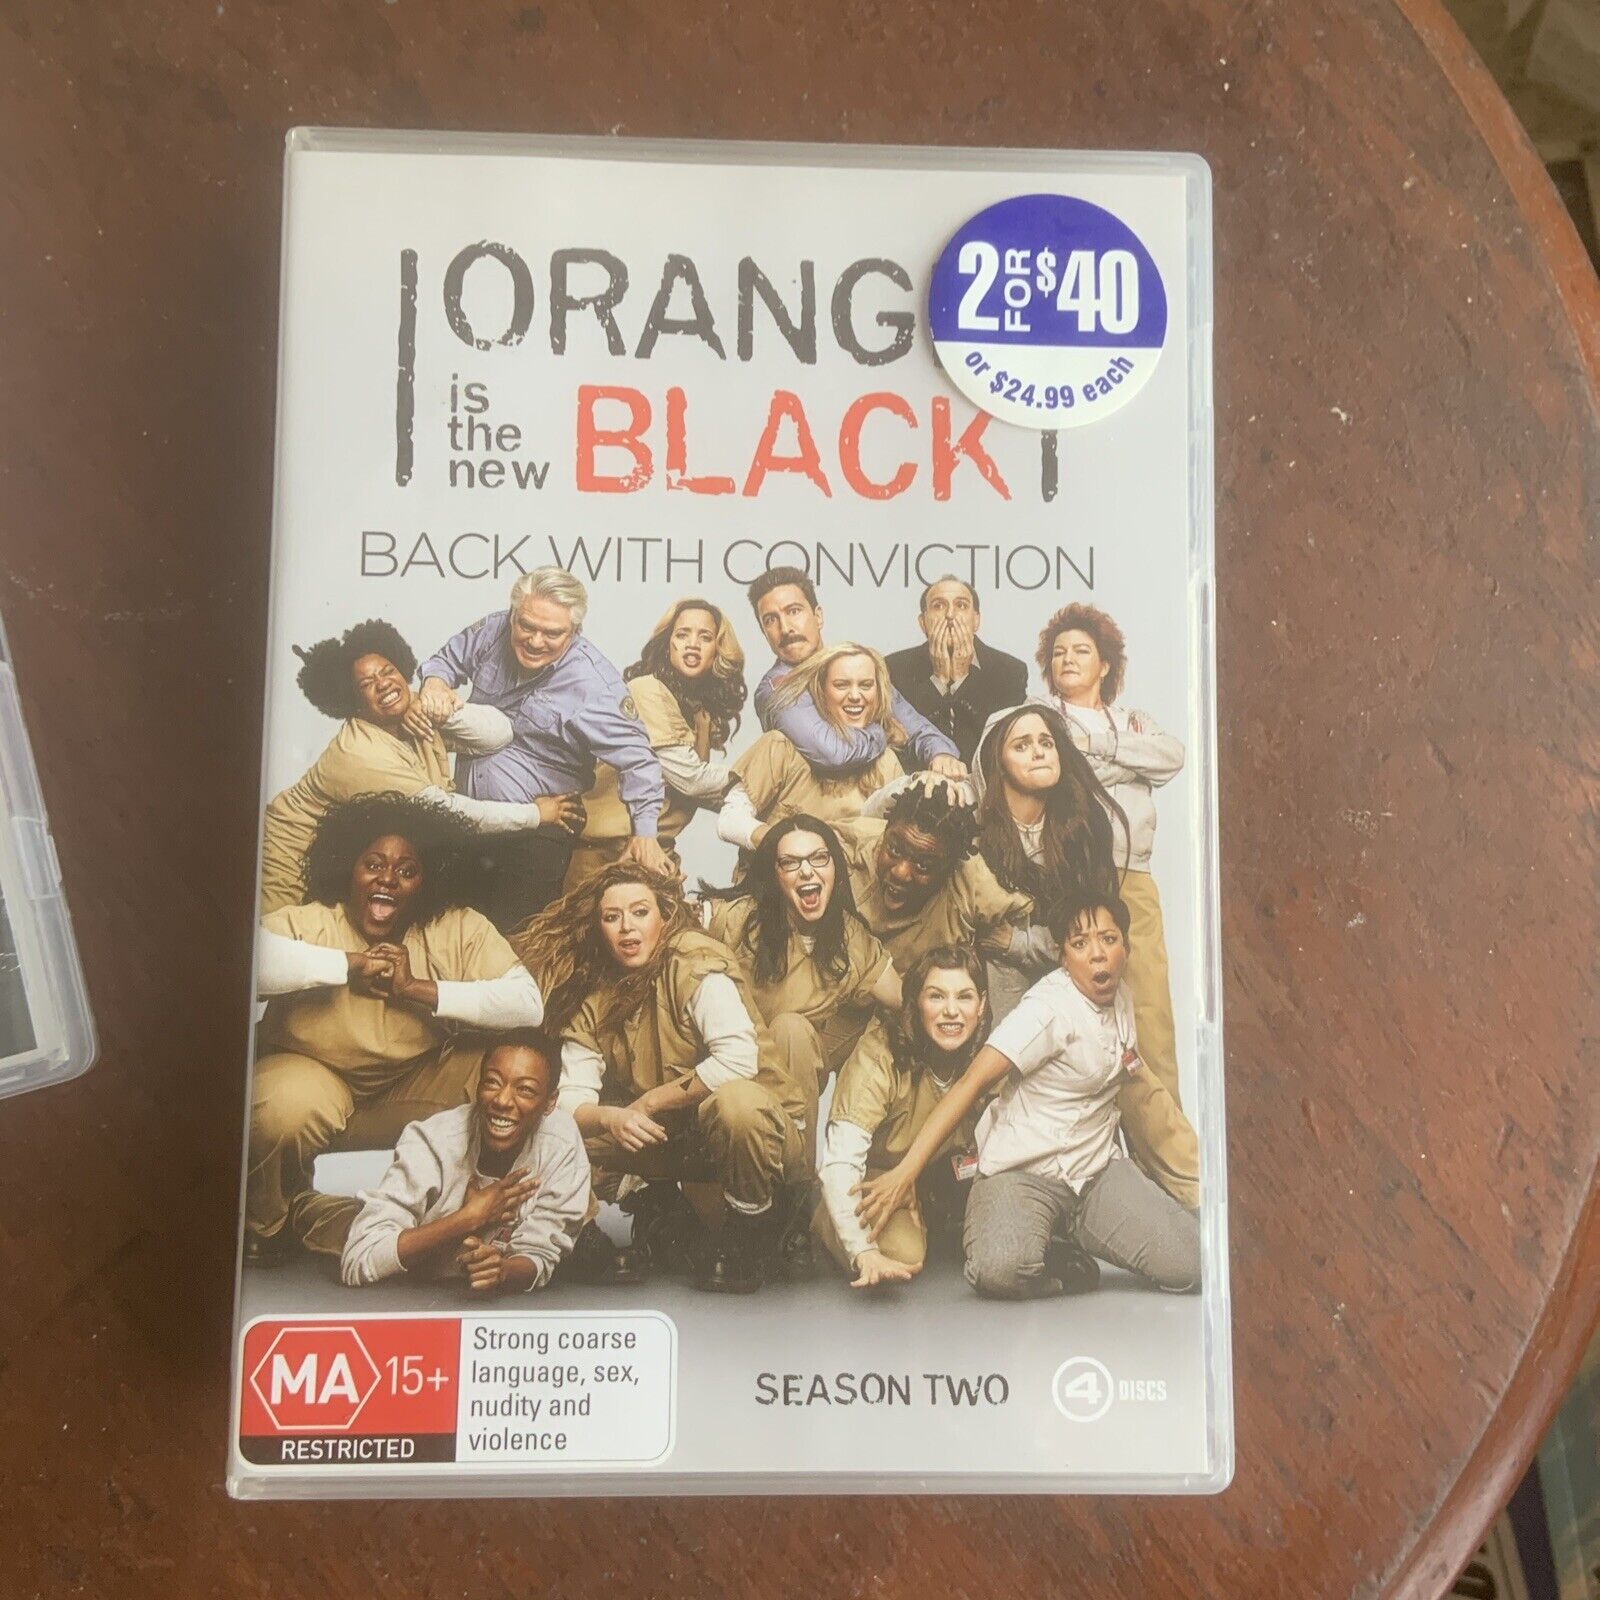 ORANG
is
the
new
BLACK
2 FOR $40
or $24.99 each
BACK WITH CONVICTION
MA 15+
RESTRICTED
Strong coarse
language, sex,
nudity and
violence
SEASON TWO
4 DISCS